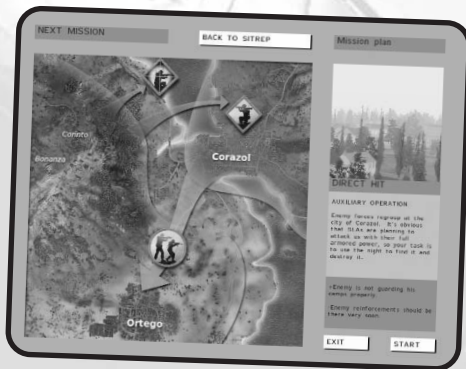 NEXT MISSION
BACK TO SITREP
Mission plan
Corinto
Bonanza
Corazol
Ortego
DIRECT HIT
AUXILIARY OPERATION
Enemy forces regroup at the
city of Corazol. It's obvious
that SLAs are planning to
attack us with their full
armored power, so your task is
to use the night to find it and
destroy it.
+Enemy is not guarding his
camps properly
-Enemy reinforcements should be
there very soon
EXIT
START